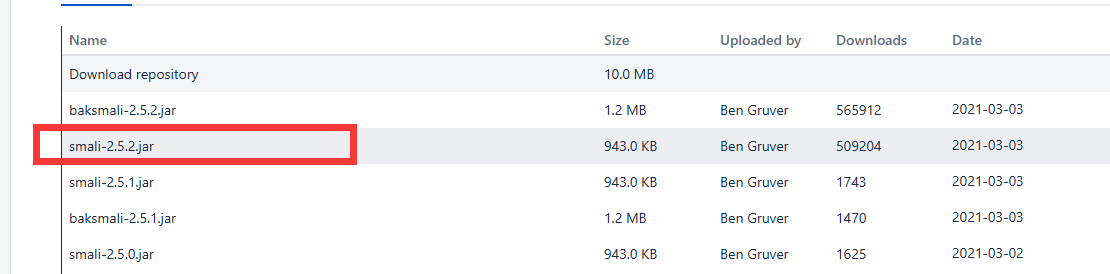 Name Size Uploaded by Downloads Date
Download repository 10.0 MB
baksmali-2.5.2.jar 1.2 MB Ben Gruver 565912 2021-03-03
smali-2.5.2.jar 943.0 KB Ben Gruver 509204 2021-03-03
smali-2.5.1.jar 943.0 KB Ben Gruver 1743 2021-03-03
baksmali-2.5.1.jar 1.2 MB Ben Gruver 1470 2021-03-03
smali-2.5.0.jar 943.0 KB Ben Gruver 1625 2021-03-02